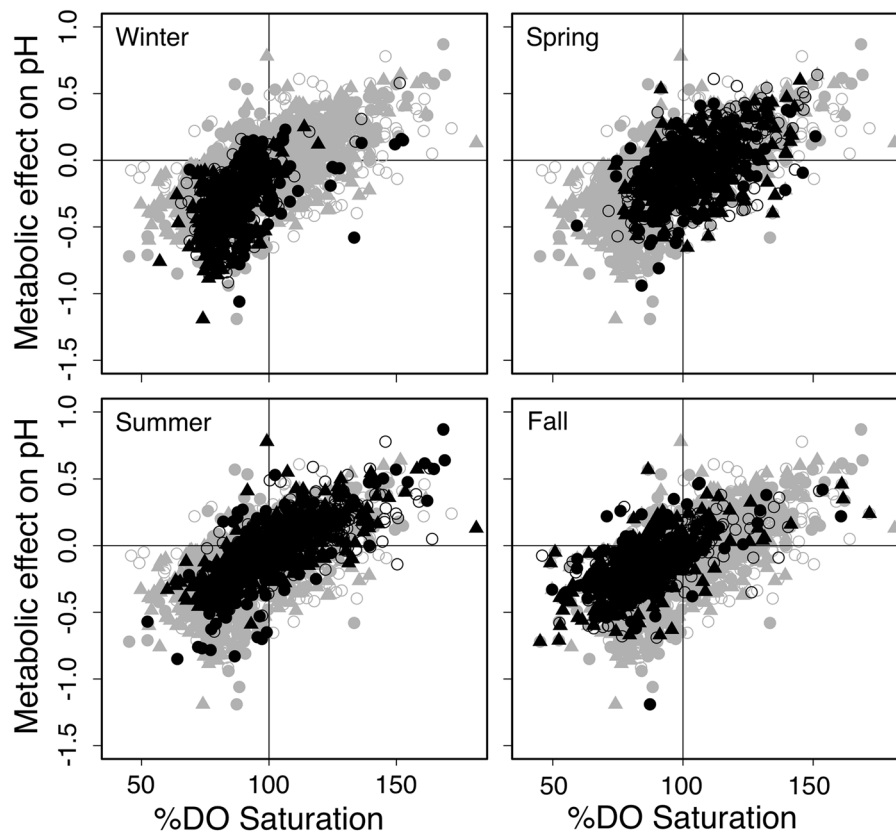 Metabolic effect on pH
1.0
0.5
0.0
-0.5
-1.0
-1.5
Winter
Spring
Metabolic effect on pH
1.0
0.5
0.0
-0.5
-1.0
-1.5
Summer
Fall
50 100 150
50 100 150
%DO Saturation
%DO Saturation